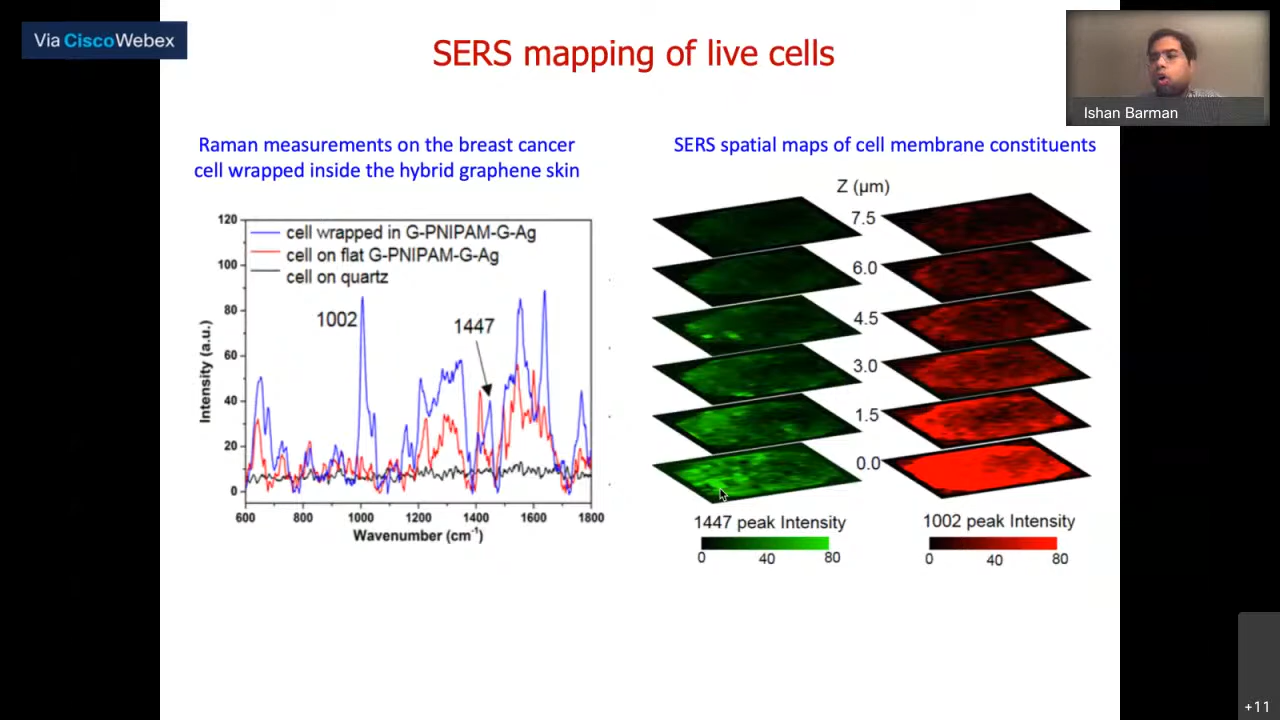 Via CiscoWebex
SERS mapping of live cells
Ishan Barman
Raman measurements on the breast cancer
cell wrapped inside the hybrid graphene skin
SERS spatial maps of cell membrane constituents
120
100
80
60
40
20
0
Intensity (a.u.)
cell wrapped in G-PNIPAM-G-Ag
cell on flat G-PNIPAM-G-Ag
cell on quartz
1002
1447
600 800 1000 1200 1400 1600 1800
Wavenumber (cm⁻¹)
Z (µm)
7.5
6.0
4.5
3.0
1.5
0.0
1447 peak Intensity
0 40 80
1002 peak Intensity
0 40 80
+11